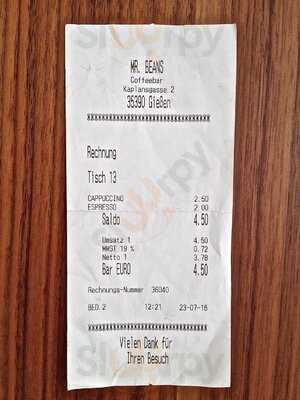 MR. BEANS
Coffeebar
Kaplansgasse 2
35390 Gießen
Rechnung
Tisch 13
CAPPUCCINO 2.50
ESPRESSO 2.00
Saldo 4.50
Umsatz 1 4.50
MWST 19 % 0.72
Netto 1 3.78
Bar EURO 4.50
Rechnungs-Nummer 36040
BED.2 12:21 23-07-16
Vielen Dank für
Ihren Besuch